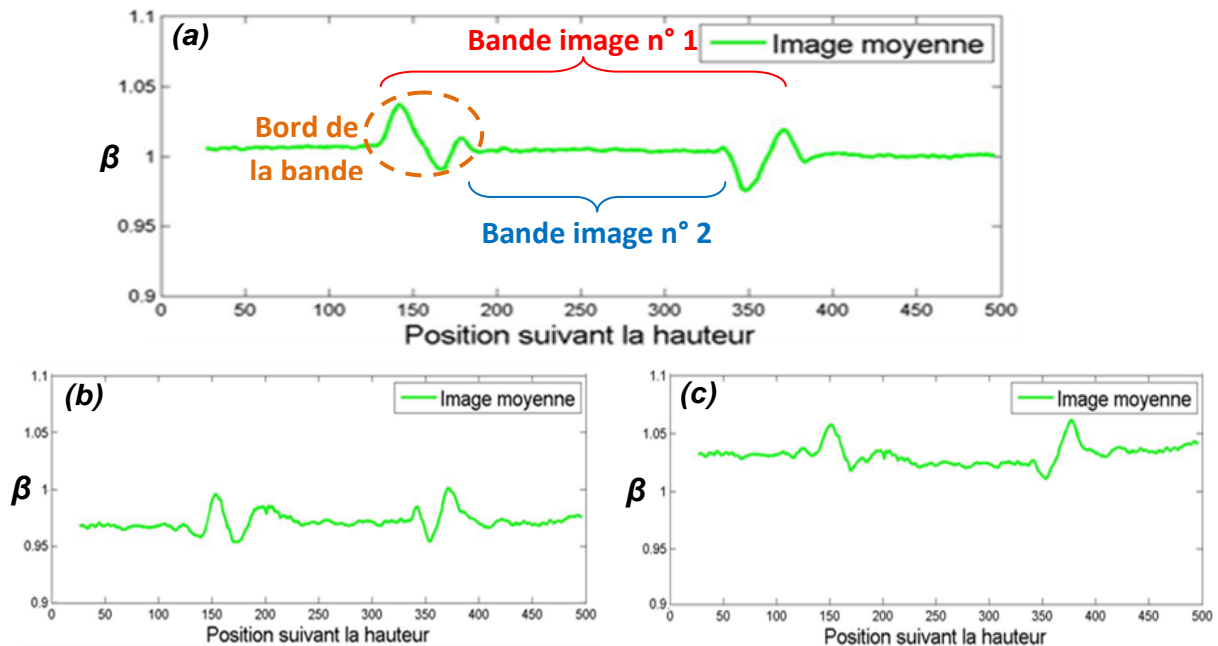 (a)
Bande image n° 1
Image moyenne
Bord de
la bande
Bande image n° 2
β
1.1
1.05
1
0.95
0.9
0 50 100 150 200 250 300 350 400 450 500
Position suivant la hauteur
(b)
Image moyenne
β
1.1
1.05
1
0.95
0.9
0 50 100 150 200 250 300 350 400 450 500
Position suivant la hauteur
(c)
Image moyenne
β
1.1
1.05
1
0.95
0.9
0 50 100 150 200 250 300 350 400 450 500
Position suivant la hauteur